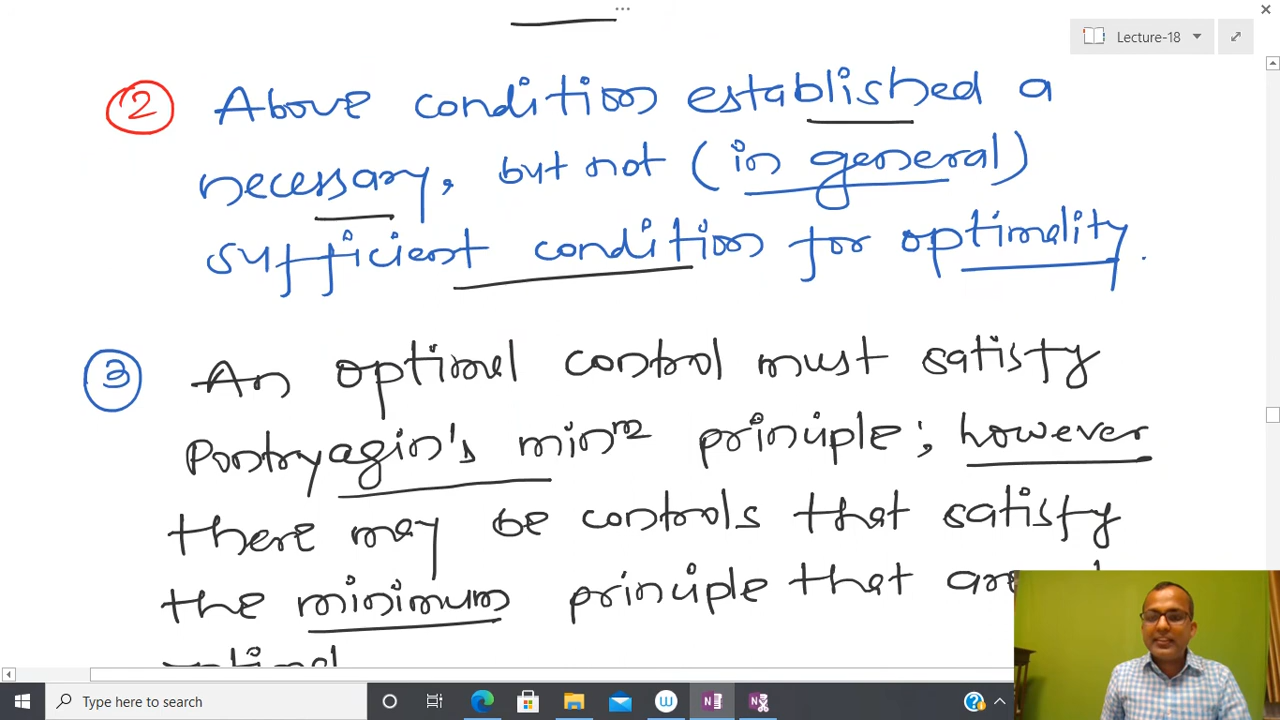 Lecture-18
② Above condition established a
necessary, but not (in general)
sufficient condition for optimality.
③ An optimal control must satisfy
Pontryagin's minm principle; however
there may be controls that satisfy
the minimum principle that are
optimal
Type here to search